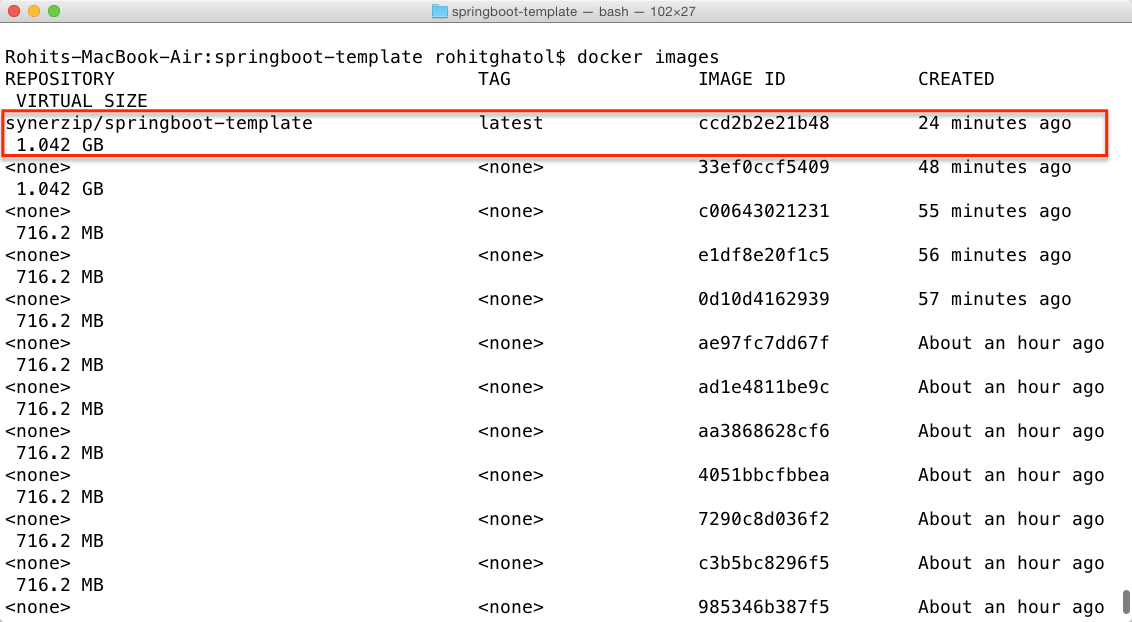 springboot-template — bash — 102×27
Rohits-MacBook-Air:springboot-template rohitghatol$ docker images
REPOSITORY TAG IMAGE ID CREATED
VIRTUAL SIZE
synerzip/springboot-template latest ccd2b2e21b48 24 minutes ago
1.042 GB
<none> <none> 33ef0ccf5409 48 minutes ago
1.042 GB
<none> <none> c00643021231 55 minutes ago
716.2 MB
<none> <none> e1df8e20f1c5 56 minutes ago
716.2 MB
<none> <none> 0d10d4162939 57 minutes ago
716.2 MB
<none> <none> ae97fc7dd67f About an hour ago
716.2 MB
<none> <none> ad1e4811be9c About an hour ago
716.2 MB
<none> <none> aa3868628cf6 About an hour ago
716.2 MB
<none> <none> 4051bbcfbbea About an hour ago
716.2 MB
<none> <none> 7290c8d036f2 About an hour ago
716.2 MB
<none> <none> c3b5bc8296f5 About an hour ago
716.2 MB
<none> <none> 985346b387f5 About an hour ago